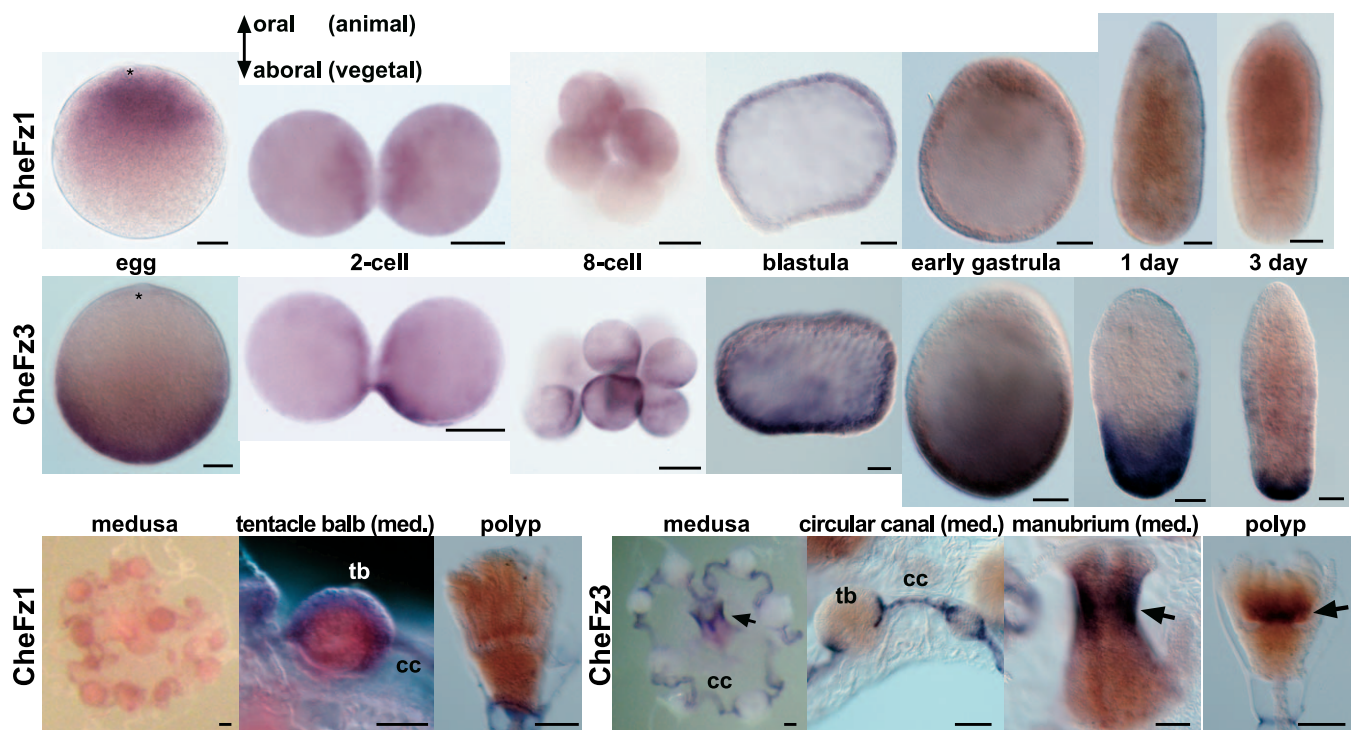 oral (animal)
aboral (vegetal)
CheFz1
*
egg 2-cell 8-cell blastula early gastrula 1 day 3 day
CheFz3
*
medusa tentacle balb (med.) polyp medusa circular canal (med.) manubrium (med.) polyp
CheFz1
tb
cc
CheFz3
cc
tb
cc